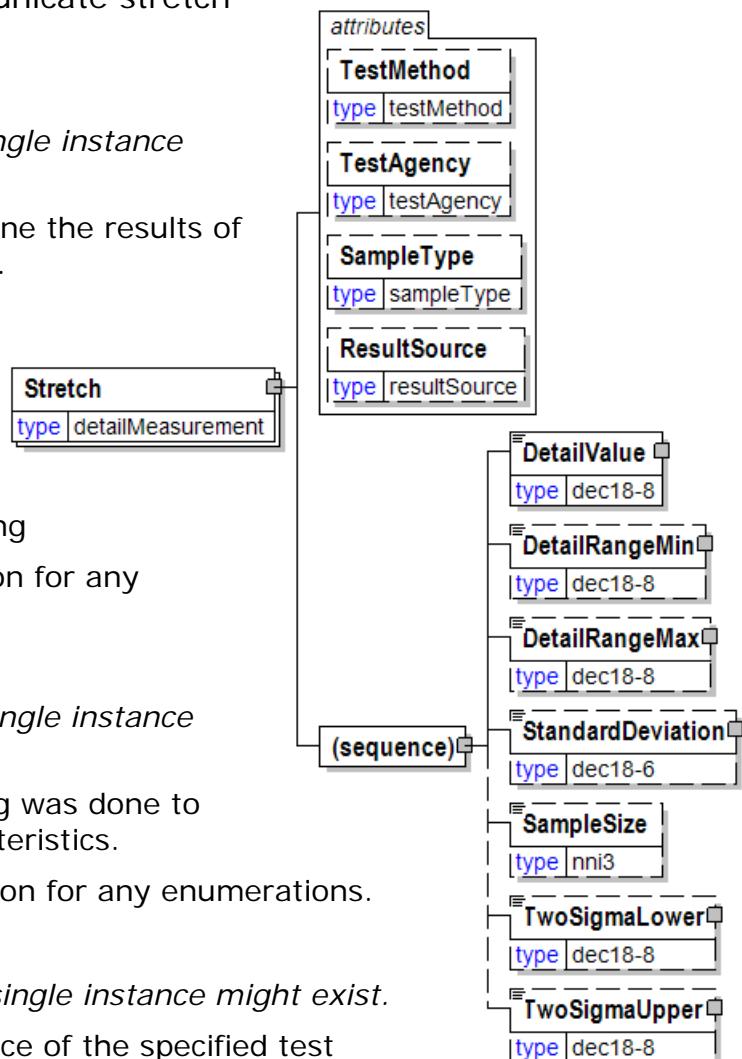 unicate stretch
ngle instance
ne the results of
.
ng
on for any
ingle instance
g was done to
teristics.
on for any enumerations.
single instance might exist.
ce of the specified test
attributes
TestMethod
type testMethod
TestAgency
type testAgency
SampleType
type sampleType
ResultSource
type resultSource
Stretch
type detailMeasurement
(sequence)
DetailValue
type dec18-8
DetailRangeMin
type dec18-8
DetailRangeMax
type dec18-8
StandardDeviation
type dec18-6
SampleSize
type nni3
TwoSigmaLower
type dec18-8
TwoSigmaUpper
type dec18-8